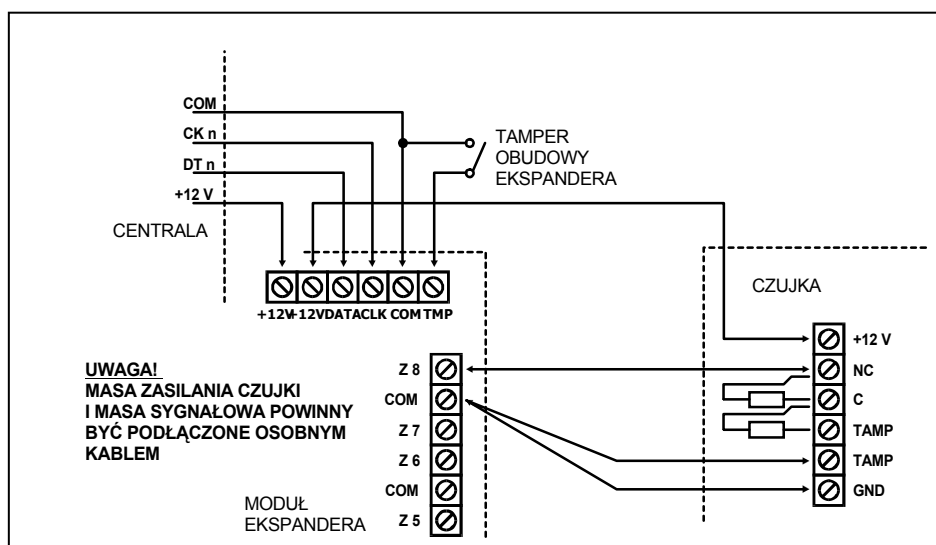 COM
CK n
DT n
+12 V
CENTRALA
TAMPER
OBUDOWY
EKSPANDERA
+12V +12V DATA CLK COM TMP
CZUJKA
+12 V
NC
C
TAMP
TAMP
GND
UWAGA!
MASA ZASILANIA CZUJKI
I MASA SYGNAŁOWA POWINNY
BYĆ PODŁĄCZONE OSOBNYM
KABLEM
Z 8
COM
Z 7
Z 6
COM
Z 5
MODUŁ
EKSPANDERA